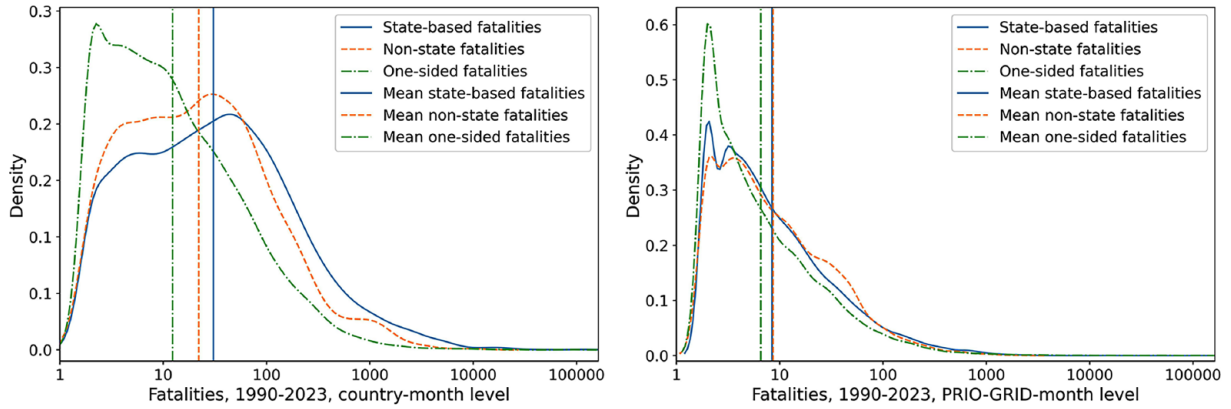 0.3
0.3
0.2
0.2
0.1
0.1
0.0
Density
1
10
100
1000
10000
100000
Fatalities, 1990-2023, country-month level
State-based fatalities
Non-state fatalities
One-sided fatalities
Mean state-based fatalities
Mean non-state fatalities
Mean one-sided fatalities
0.6
0.5
0.4
0.3
0.2
0.1
0.0
Density
1
10
100
1000
10000
100000
Fatalities, 1990-2023, PRIO-GRID-month level
State-based fatalities
Non-state fatalities
One-sided fatalities
Mean state-based fatalities
Mean non-state fatalities
Mean one-sided fatalities